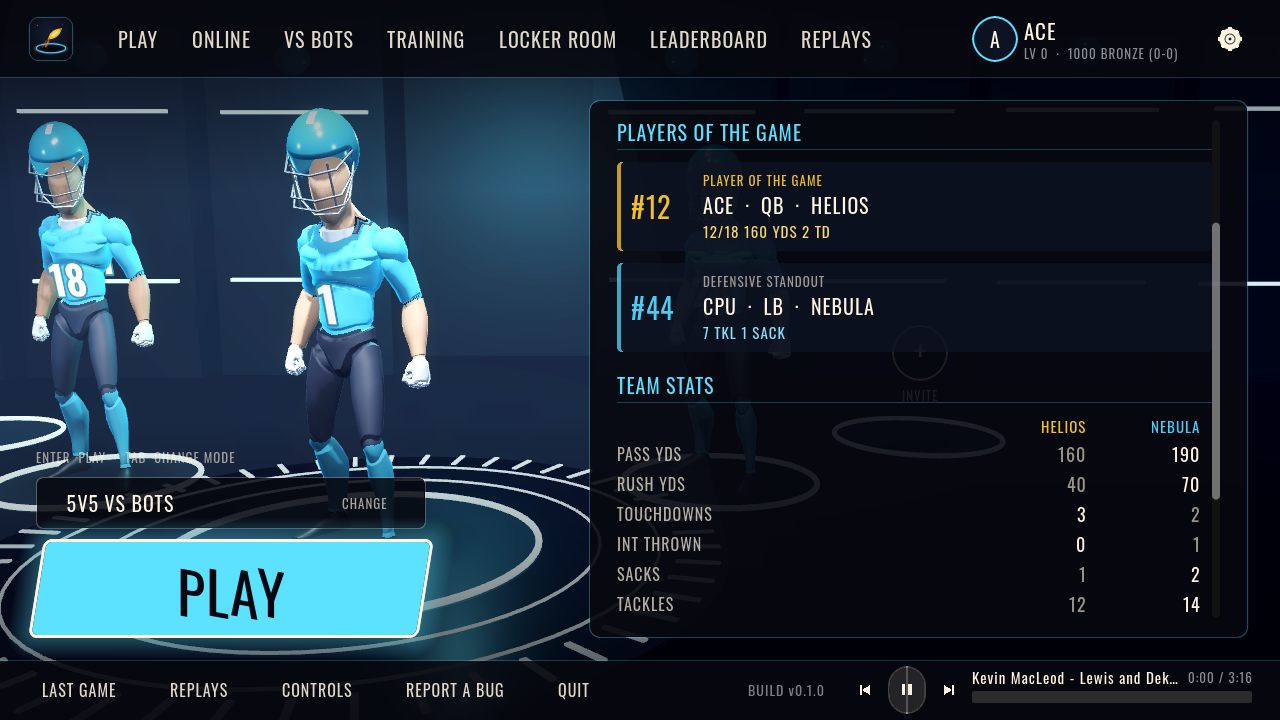 PLAY ONLINE VS BOTS TRAINING LOCKER ROOM LEADERBOARD REPLAYS
A ACE
LV 0 · 1000 BRONZE (0-0)
18
1
ENTER PLAY · TAB CHANGE MODE
5V5 VS BOTS CHANGE
PLAY
PLAYERS OF THE GAME
#12
PLAYER OF THE GAME
ACE · QB · HELIOS
12/18 160 YDS 2 TD
#44
DEFENSIVE STANDOUT
CPU · LB · NEBULA
7 TKL 1 SACK
INVITE
TEAM STATS
HELIOS NEBULA
PASS YDS 160 190
RUSH YDS 40 70
TOUCHDOWNS 3 2
INT THROWN 0 1
SACKS 1 2
TACKLES 12 14
LAST GAME REPLAYS CONTROLS REPORT A BUG QUIT
BUILD v0.1.0
Kevin MacLeod - Lewis and Dek… 0:00 / 3:16